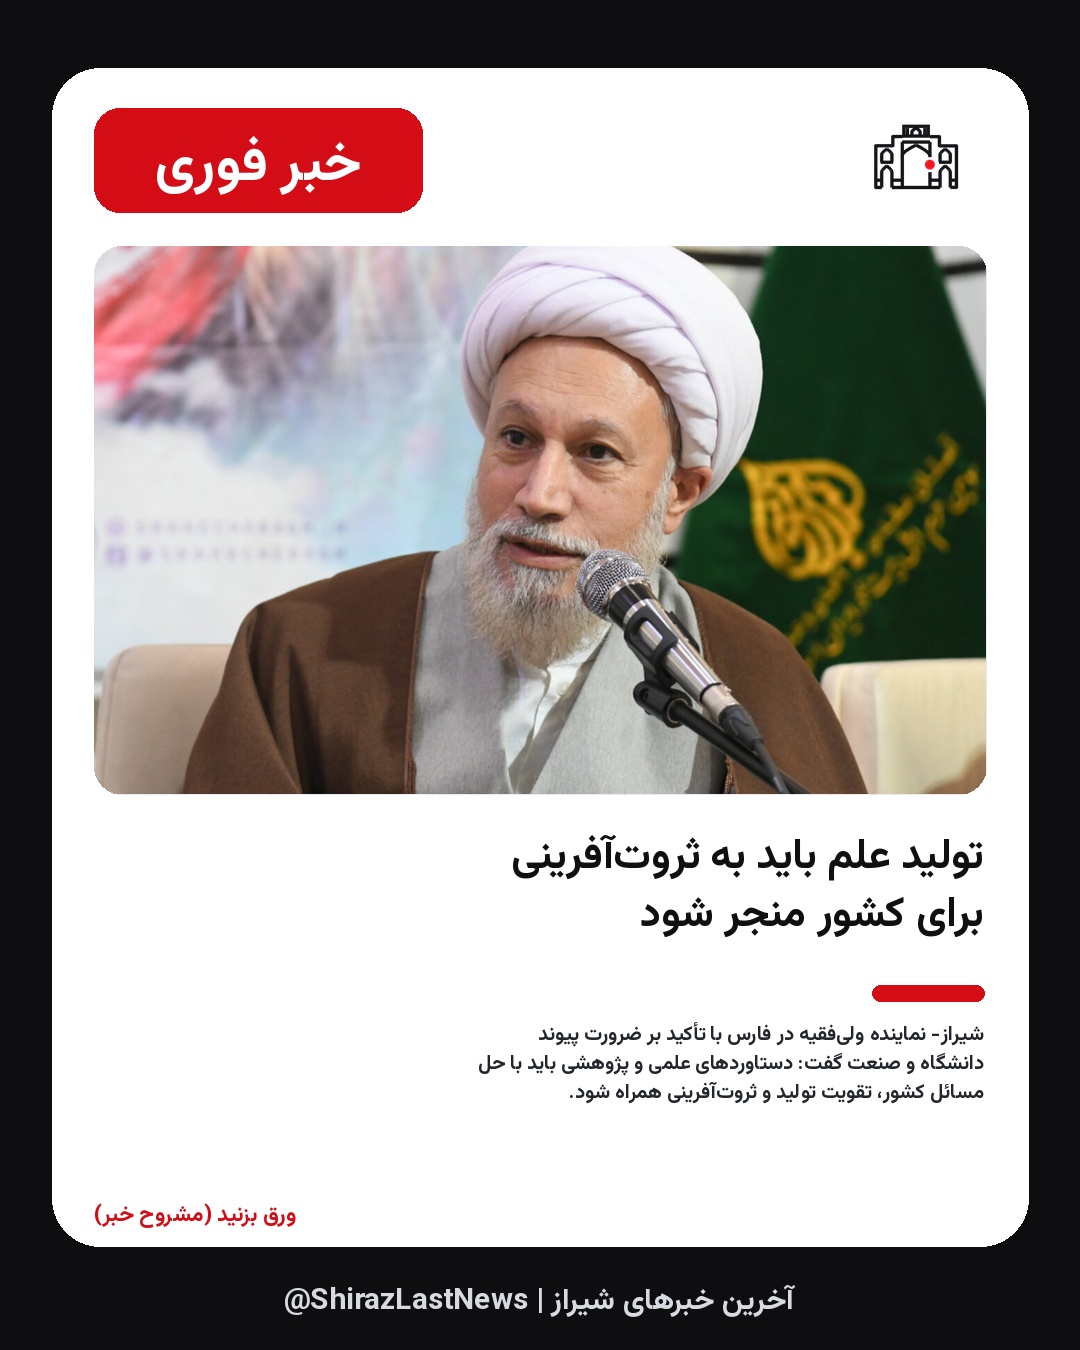 خبر فوری
تولید علم باید به ثروت‌آفرینی
برای کشور منجر شود
شیراز- نماینده ولی‌فقیه در فارس با تأکید بر ضرورت پیوند
دانشگاه و صنعت گفت: دستاوردهای علمی و پژوهشی باید با حل
مسائل کشور، تقویت تولید و ثروت‌آفرینی همراه شود.
ورق بزنید (مشروح خبر)
آخرین خبرهای شیراز | @ShirazLastNews